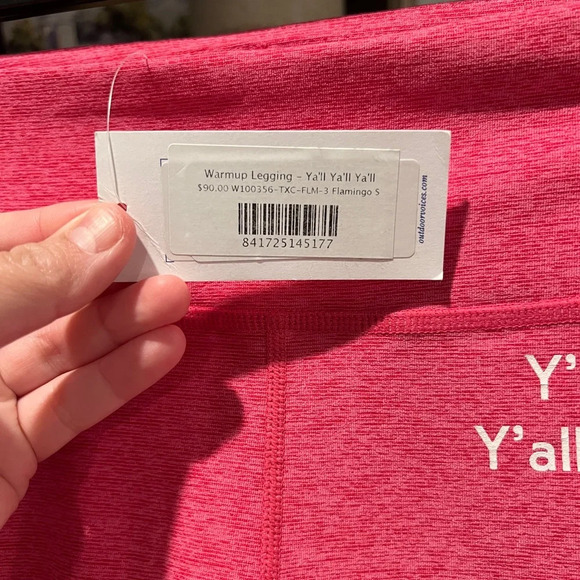 Warmup Legging - Ya'll Ya'll Ya'll
$90.00 W100356-TXC-FLM-3 Flamingo S
841725145177
outdoorvoices.com
Y'
Y'all